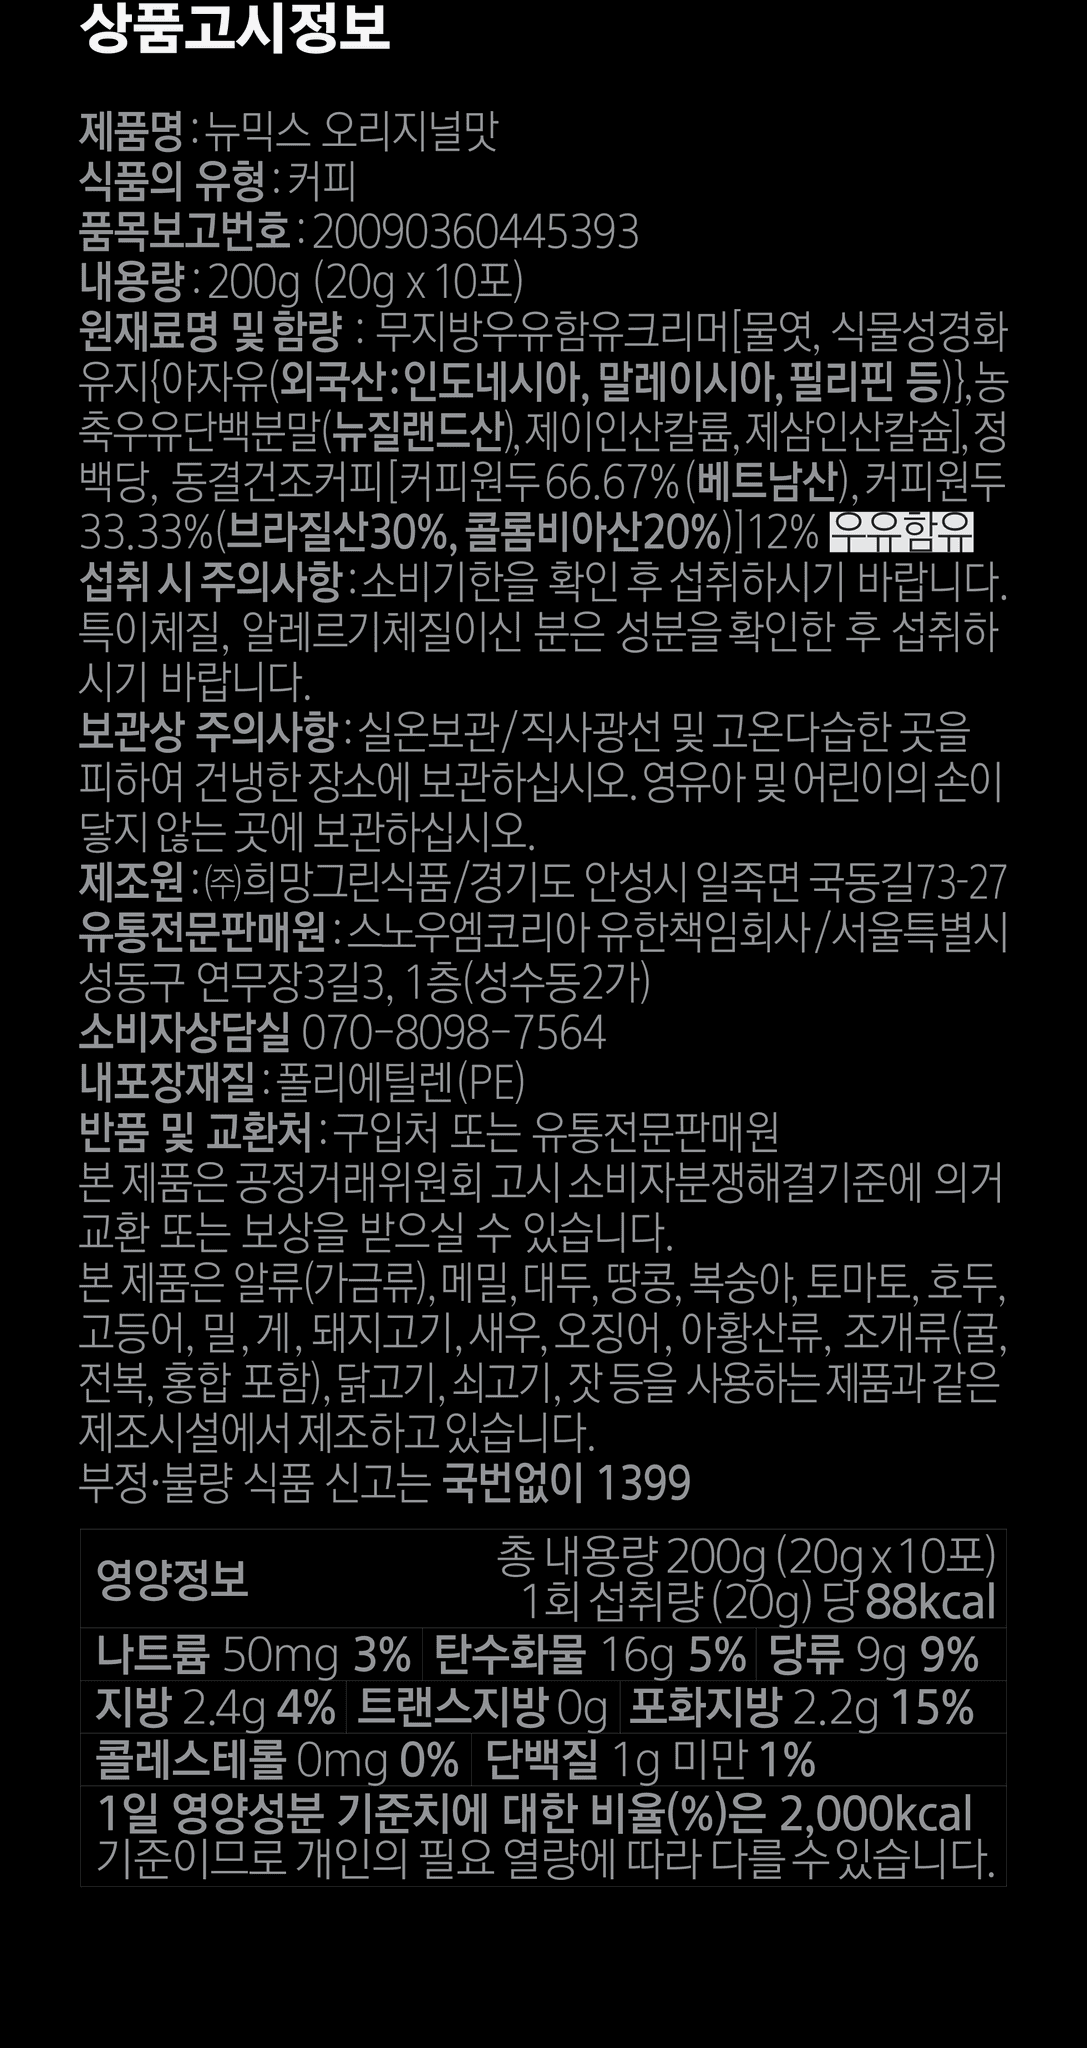 상품고시정보
제품명 : 뉴믹스 오리지널맛
식품의 유형 : 커피
품목보고번호 : 20090360445393
내용량 : 200g (20g x 10포)
원재료명 및 함량 : 무지방우유함유크리머[물엿, 식물성경화
유지{야자유(외국산:인도네시아, 말레이시아, 필리핀 등)}, 농
축우유단백분말(뉴질랜드산), 제이인산칼륨, 제삼인산칼슘], 정
백당, 동결건조커피[커피원두66.67%(베트남산), 커피원두
33.33%(브라질산30%, 콜롬비아산20%)]12% 우유함유
섭취 시 주의사항 : 소비기한을 확인 후 섭취하시기 바랍니다.
특이체질, 알레르기체질이신 분은 성분을 확인한 후 섭취하
시기 바랍니다.
보관상 주의사항 : 실온보관/직사광선 및 고온다습한 곳을
피하여 건냉한 장소에 보관하십시오. 영유아 및 어린이의 손이
닿지 않는 곳에 보관하십시오.
제조원 : ㈜희망그린식품/경기도 안성시 일죽면 국동길73-27
유통전문판매원 : 스노우엠코리아 유한책임회사/서울특별시
성동구 연무장3길3, 1층(성수동2가)
소비자상담실 070-8098-7564
내포장재질 : 폴리에틸렌(PE)
반품 및 교환처 : 구입처 또는 유통전문판매원
본 제품은 공정거래위원회 고시 소비자분쟁해결기준에 의거
교환 또는 보상을 받으실 수 있습니다.
본 제품은 알류(가금류), 메밀, 대두, 땅콩, 복숭아, 토마토, 호두,
고등어, 밀, 게, 돼지고기, 새우, 오징어, 아황산류, 조개류(굴,
전복, 홍합 포함), 닭고기, 쇠고기, 잣 등을 사용하는 제품과 같은
제조시설에서 제조하고 있습니다.
부정·불량 식품 신고는 국번없이 1399
영양정보
총 내용량 200g (20g x 10포)
1회 섭취량 (20g) 당 88kcal
나트륨 50mg 3% 탄수화물 16g 5% 당류 9g 9%
지방 2.4g 4% 트랜스지방 0g 포화지방 2.2g 15%
콜레스테롤 0mg 0% 단백질 1g 미만 1%
1일 영양성분 기준치에 대한 비율(%)은 2,000kcal
기준이므로 개인의 필요 열량에 따라 다를 수 있습니다.